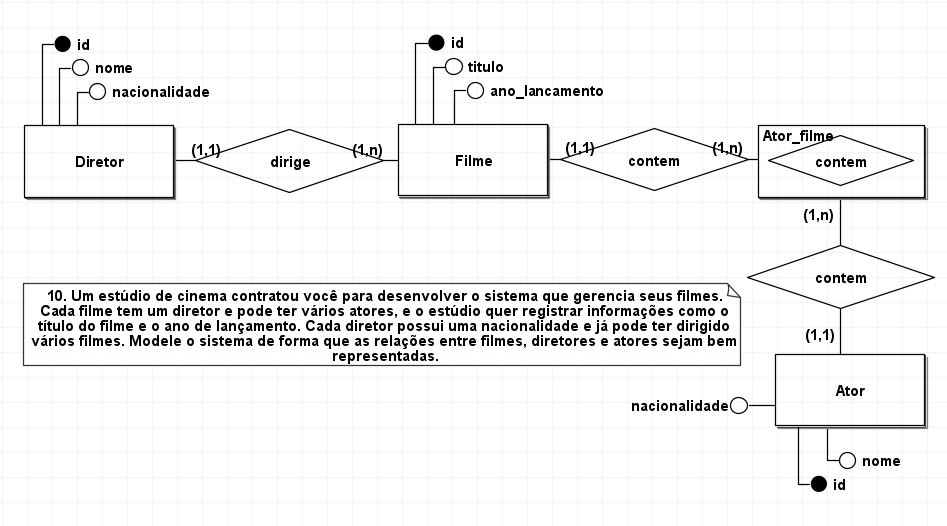 id
nome
nacionalidade
Diretor
(1,1)
dirige
(1,n)
id
titulo
ano_lancamento
Filme
(1,1)
contem
(1,n)
Ator_filme
contem
(1,n)
contem
(1,1)
10. Um estúdio de cinema contratou você para desenvolver o sistema que gerencia seus filmes.
Cada filme tem um diretor e pode ter vários atores, e o estúdio quer registrar informações como o
título do filme e o ano de lançamento. Cada diretor possui uma nacionalidade e já pode ter dirigido
vários filmes. Modele o sistema de forma que as relações entre filmes, diretores e atores sejam bem
representadas.
Ator
nacionalidade
nome
id